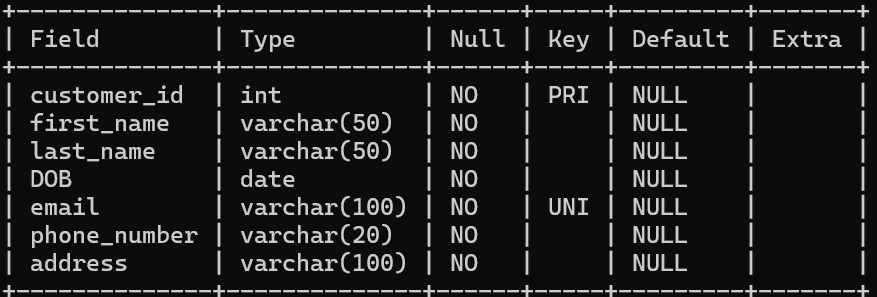 +--------------+--------------+------+-----+---------+-------+
| Field        | Type         | Null | Key | Default | Extra |
+--------------+--------------+------+-----+---------+-------+
| customer_id  | int          | NO   | PRI | NULL    |       |
| first_name   | varchar(50)  | NO   |     | NULL    |       |
| last_name    | varchar(50)  | NO   |     | NULL    |       |
| DOB          | date         | NO   |     | NULL    |       |
| email        | varchar(100) | NO   | UNI | NULL    |       |
| phone_number | varchar(20)  | NO   |     | NULL    |       |
| address      | varchar(100) | NO   |     | NULL    |       |
+--------------+--------------+------+-----+---------+-------+